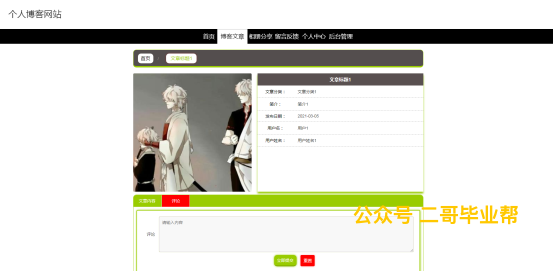 个人博客网站
首页 博客文章 相册分享 留言反馈 个人中心 后台管理
首页 文章标题1
文章标题1
文章分类： 文章分类1
简介： 简介1
发布日期： 2021-03-05
用户名： 用户1
用户姓名： 用户姓名1
文章内容 评论
公众号 二哥毕业帮
评论 请输入内容
立即提交 重置